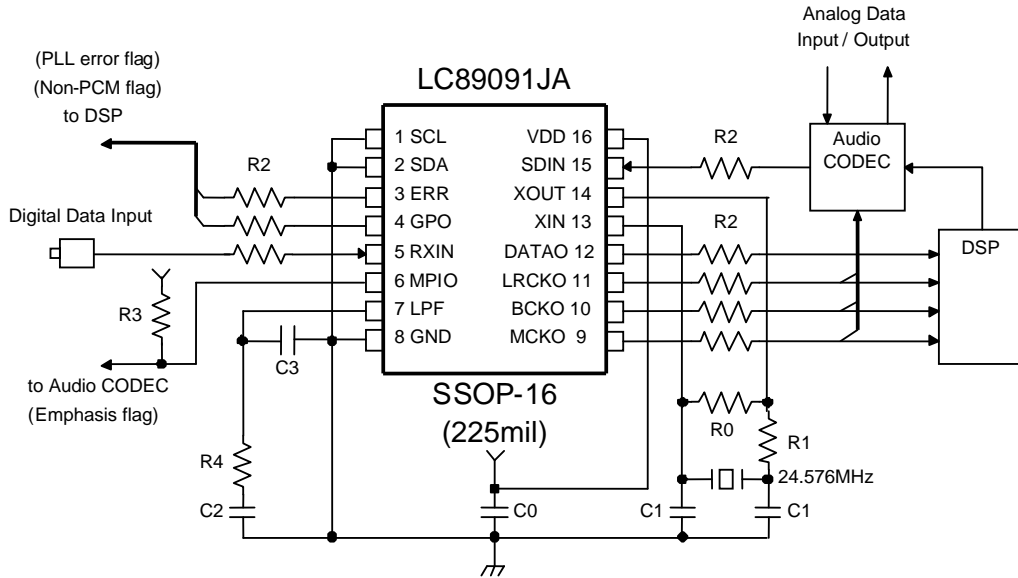 Analog Data
Input / Output
(PLL error flag)
(Non-PCM flag)
to DSP
LC89091JA
1 SCL
2 SDA
3 ERR
4 GPO
5 RXIN
6 MPIO
7 LPF
8 GND
VDD 16
SDIN 15
XOUT 14
XIN 13
DATAO 12
LRCKO 11
BCKO 10
MCKO 9
R2
R2
R2
Audio
CODEC
DSP
Digital Data Input
R3
C3
to Audio CODEC
(Emphasis flag)
SSOP-16
(225mil)
R0
R1
R4
24.576MHz
C2
C0
C1
C1